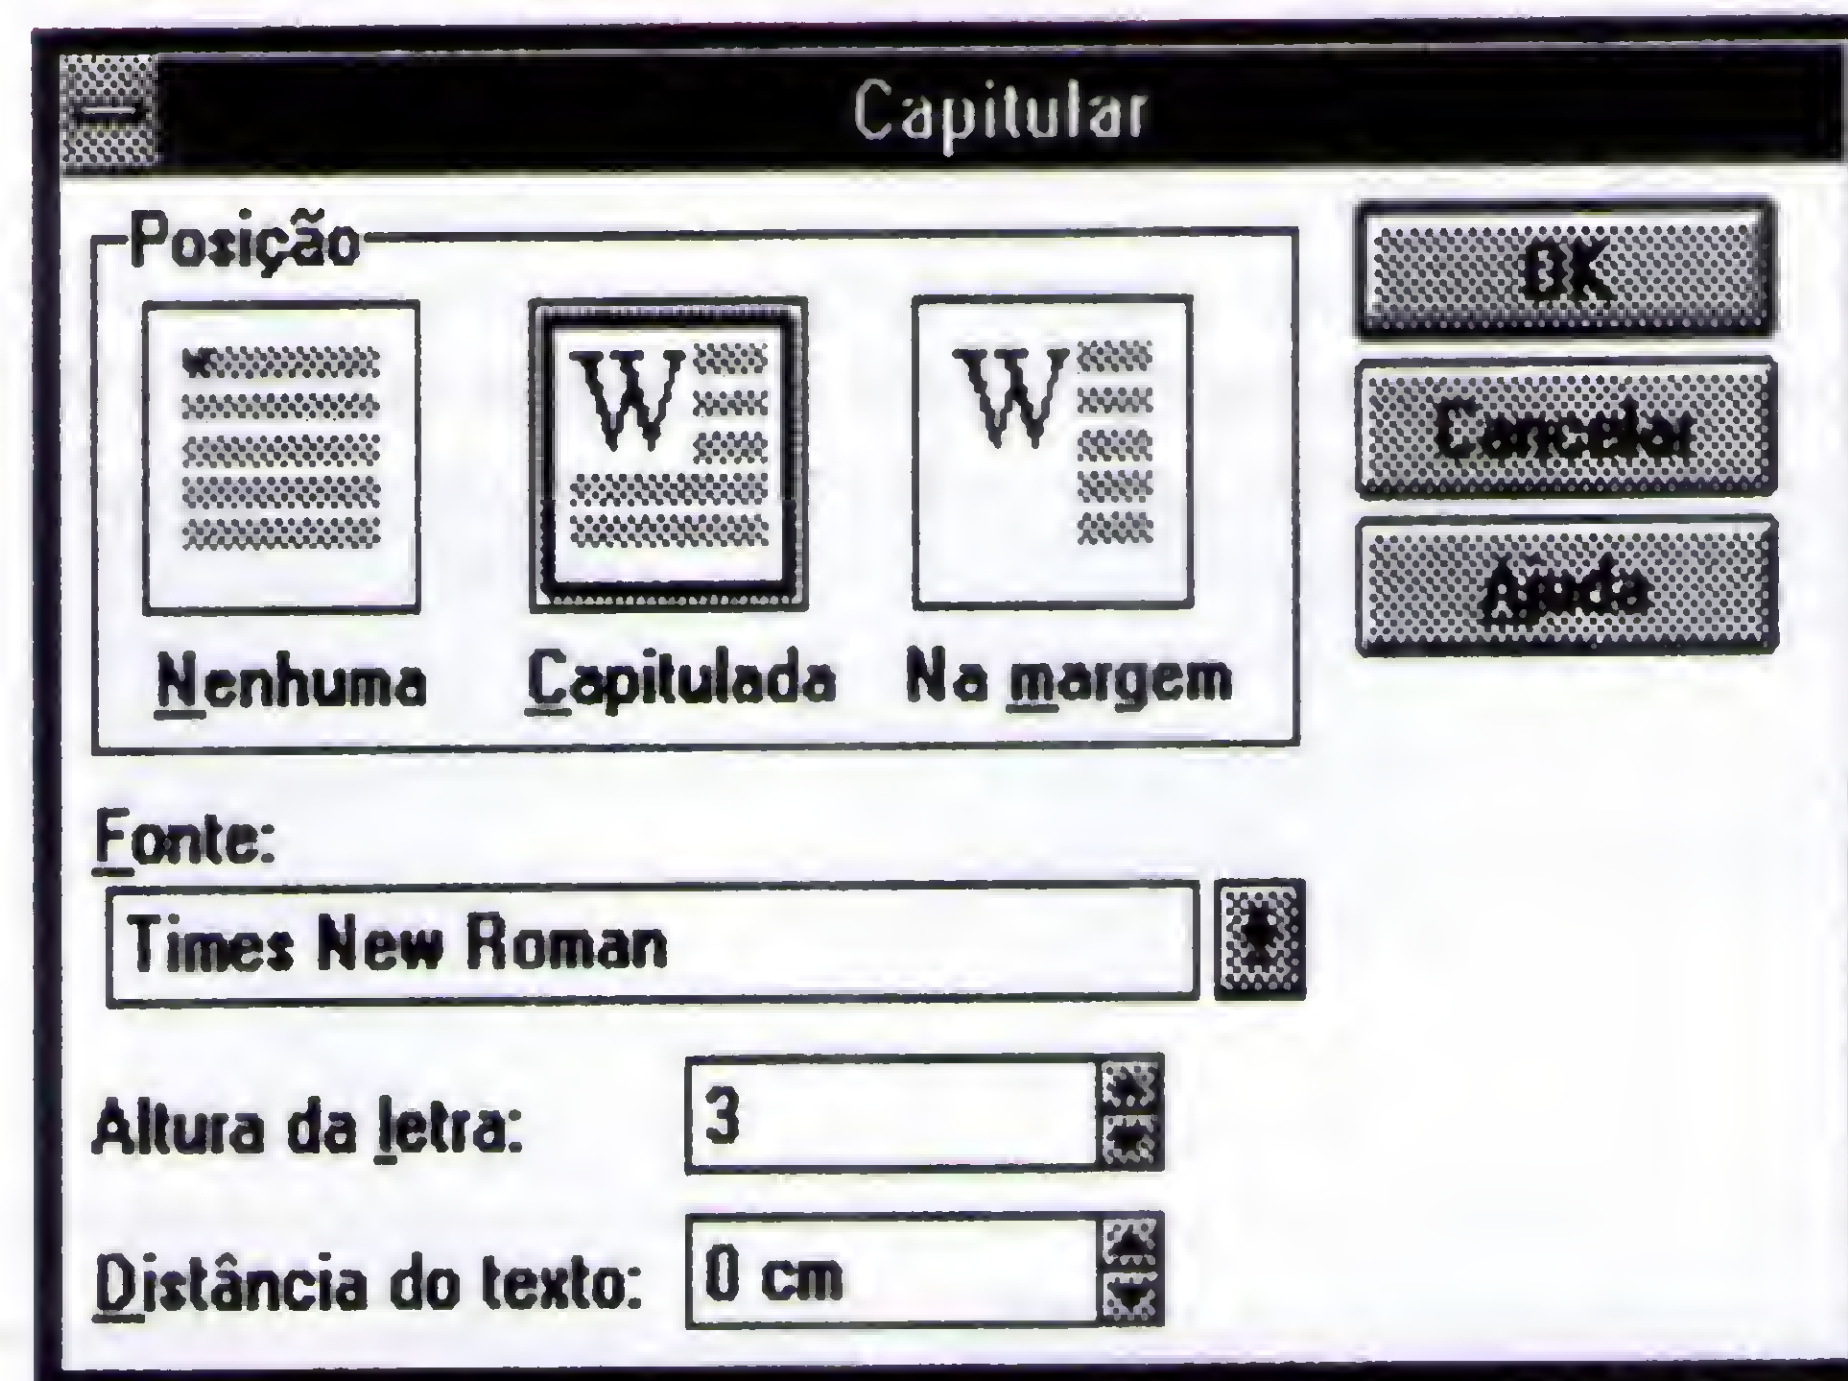 Capitular
Posição
OK
Cancelar
Ajuda
W W
Nenhuma Capitulada Na margem
Fonte:
Times New Roman
Altura da letra: 3
Distância do texto: 0 cm